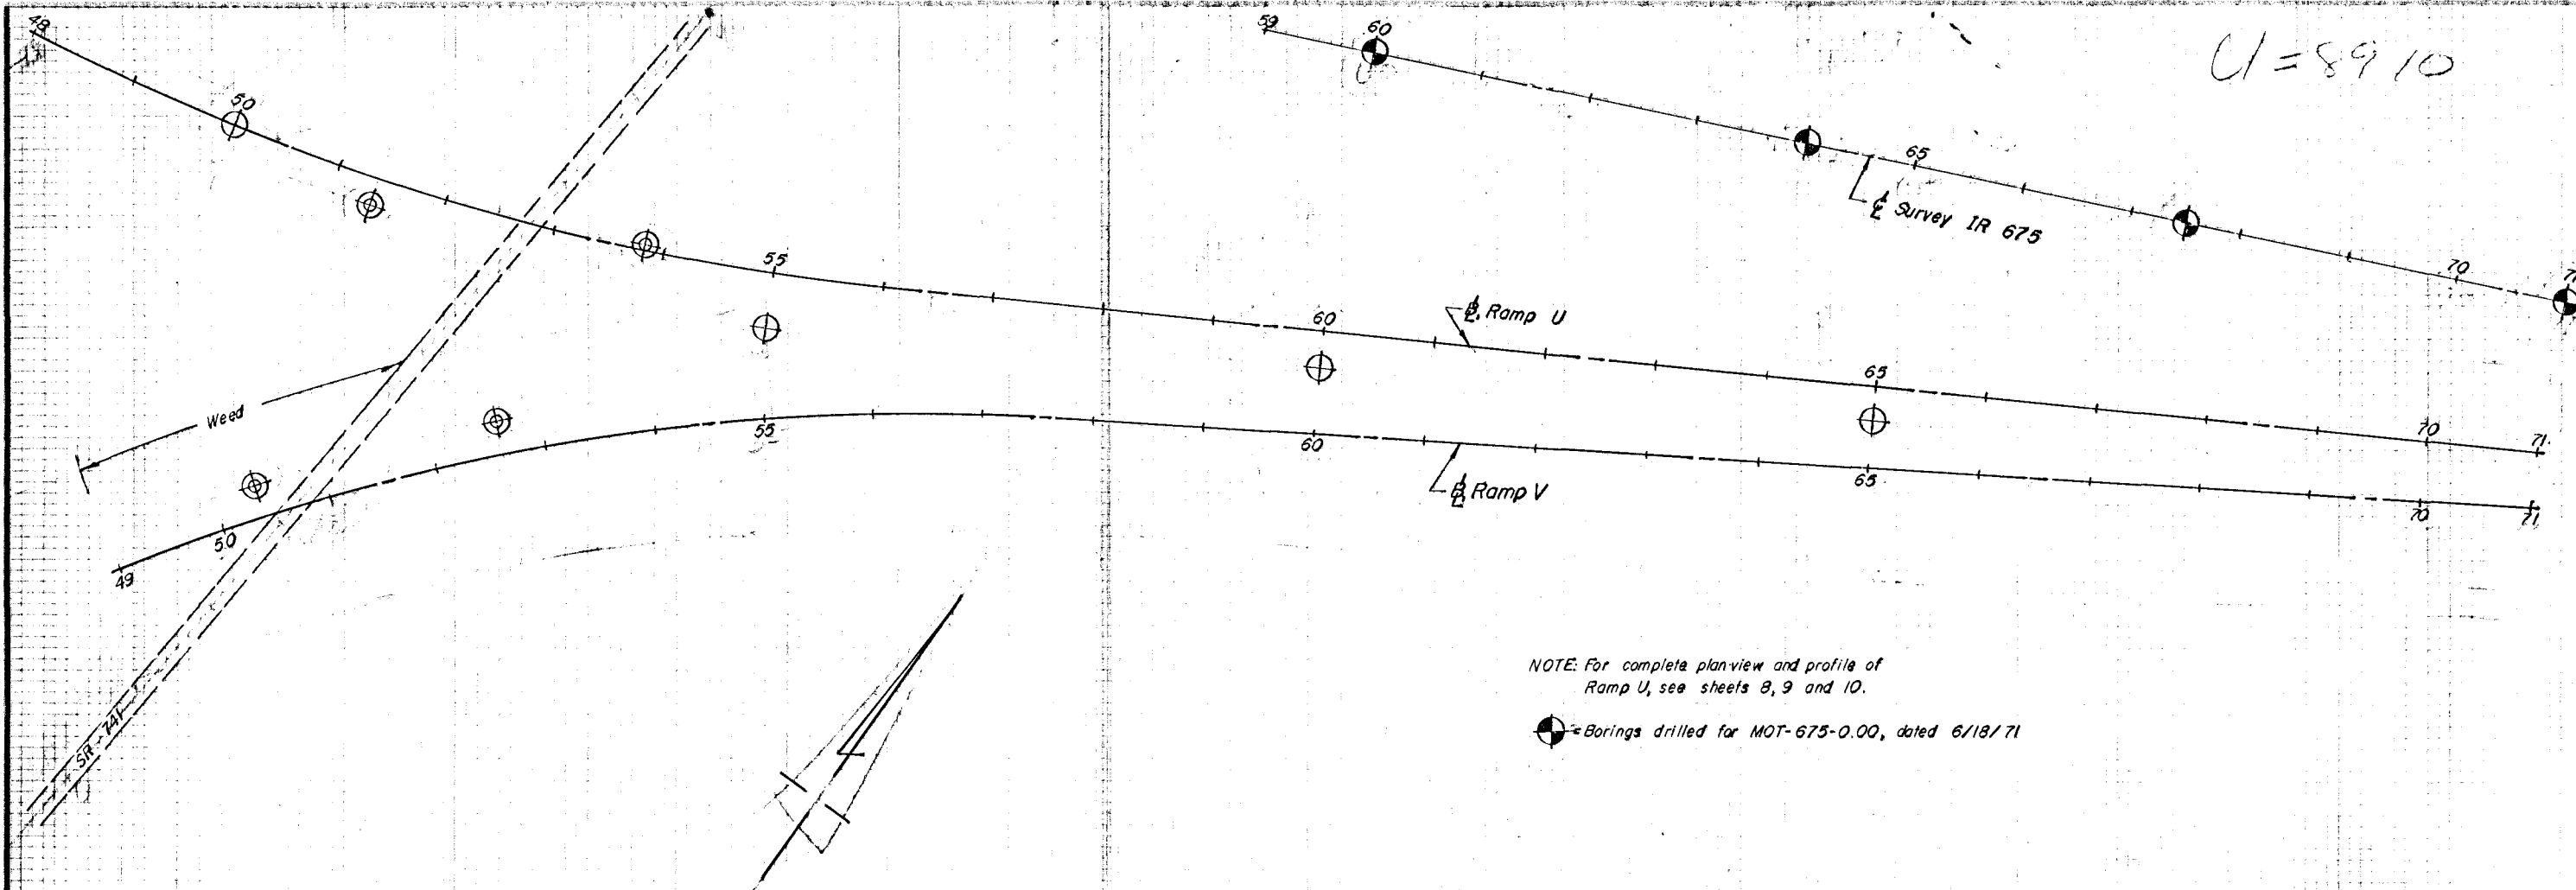 48
59
60
U=8910
50
65
Survey IR 675
70
71
55
60
Ramp U
65
70
71
Weed
55
60
Ramp V
65
70
71
50
49
SR-741
NOTE: For complete plan view and profile of
Ramp U, see sheets 8, 9 and 10.
=Borings drilled for MOT-675-0.00, dated 6/18/71